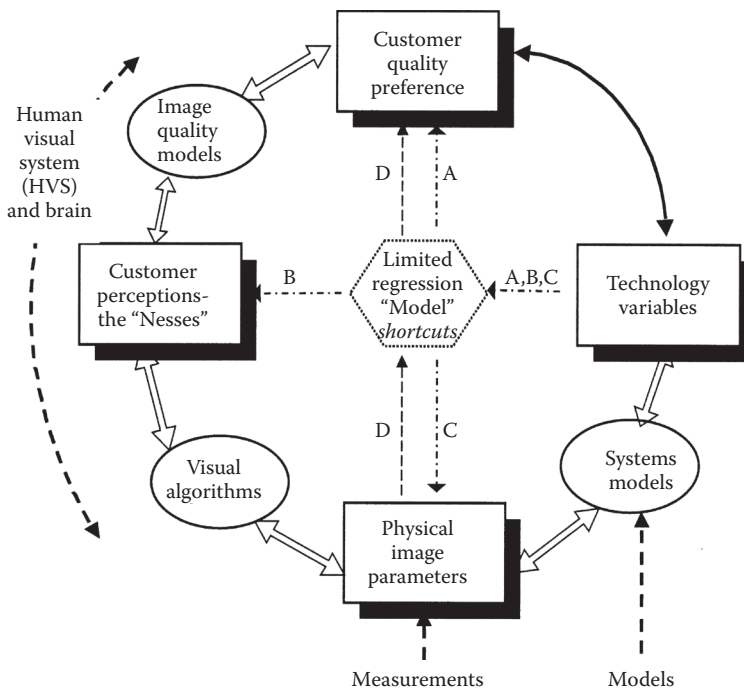 Customer
quality
preference
Human
visual
system
(HVS)
and brain
Image
quality
models
D
A
Customer
perceptions-
the “Nesses”
B
Limited
regression
“Model”
shortcuts
A,B,C
Technology
variables
D
C
Visual
algorithms
Systems
models
Physical
image
parameters
Measurements
Models